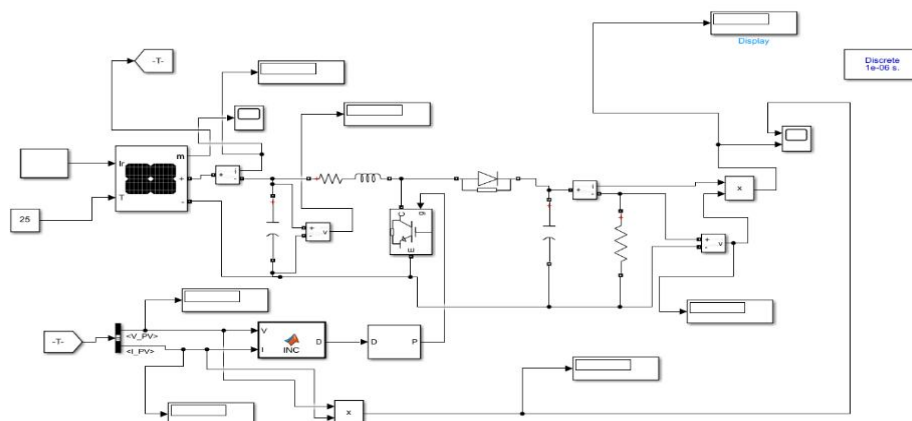 -T-
Display
Discrete
1e-06 s.
Ir
m
+
T
-
25
+
-
i
+
-
v
C
g
E
+
-
i
×
+
-
v
-T-
<V_PV>
<I_PV>
V
I
INC
D
D
P
×